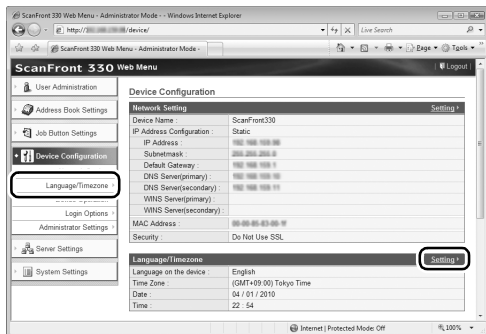 ScanFront 330 Web Menu - Administrator Mode - - Windows Internet Explorer
http:// /device/
Live Search
ScanFront 330 Web Menu - Administrator Mode -
Page Tools
ScanFront 330 Web Menu
Logout
User Administration
Address Book Settings
Job Button Settings
Device Configuration
Language/Timezone
Login Options
Administrator Settings
Server Settings
System Settings
Device Configuration
Network Setting Setting
Device Name : ScanFront330
IP Address Configuration : Static
IP Address :
Subnetmask :
Default Gateway :
DNS Server(primary) :
DNS Server(secondary) :
WINS Server(primary) :
WINS Server(secondary) :
MAC Address :
Security : Do Not Use SSL
Language/Timezone Setting
Language on the device : English
Time Zone : (GMT+09:00) Tokyo Time
Date : 04 / 01 / 2010
Time : 22 : 54
Internet | Protected Mode: Off 100%